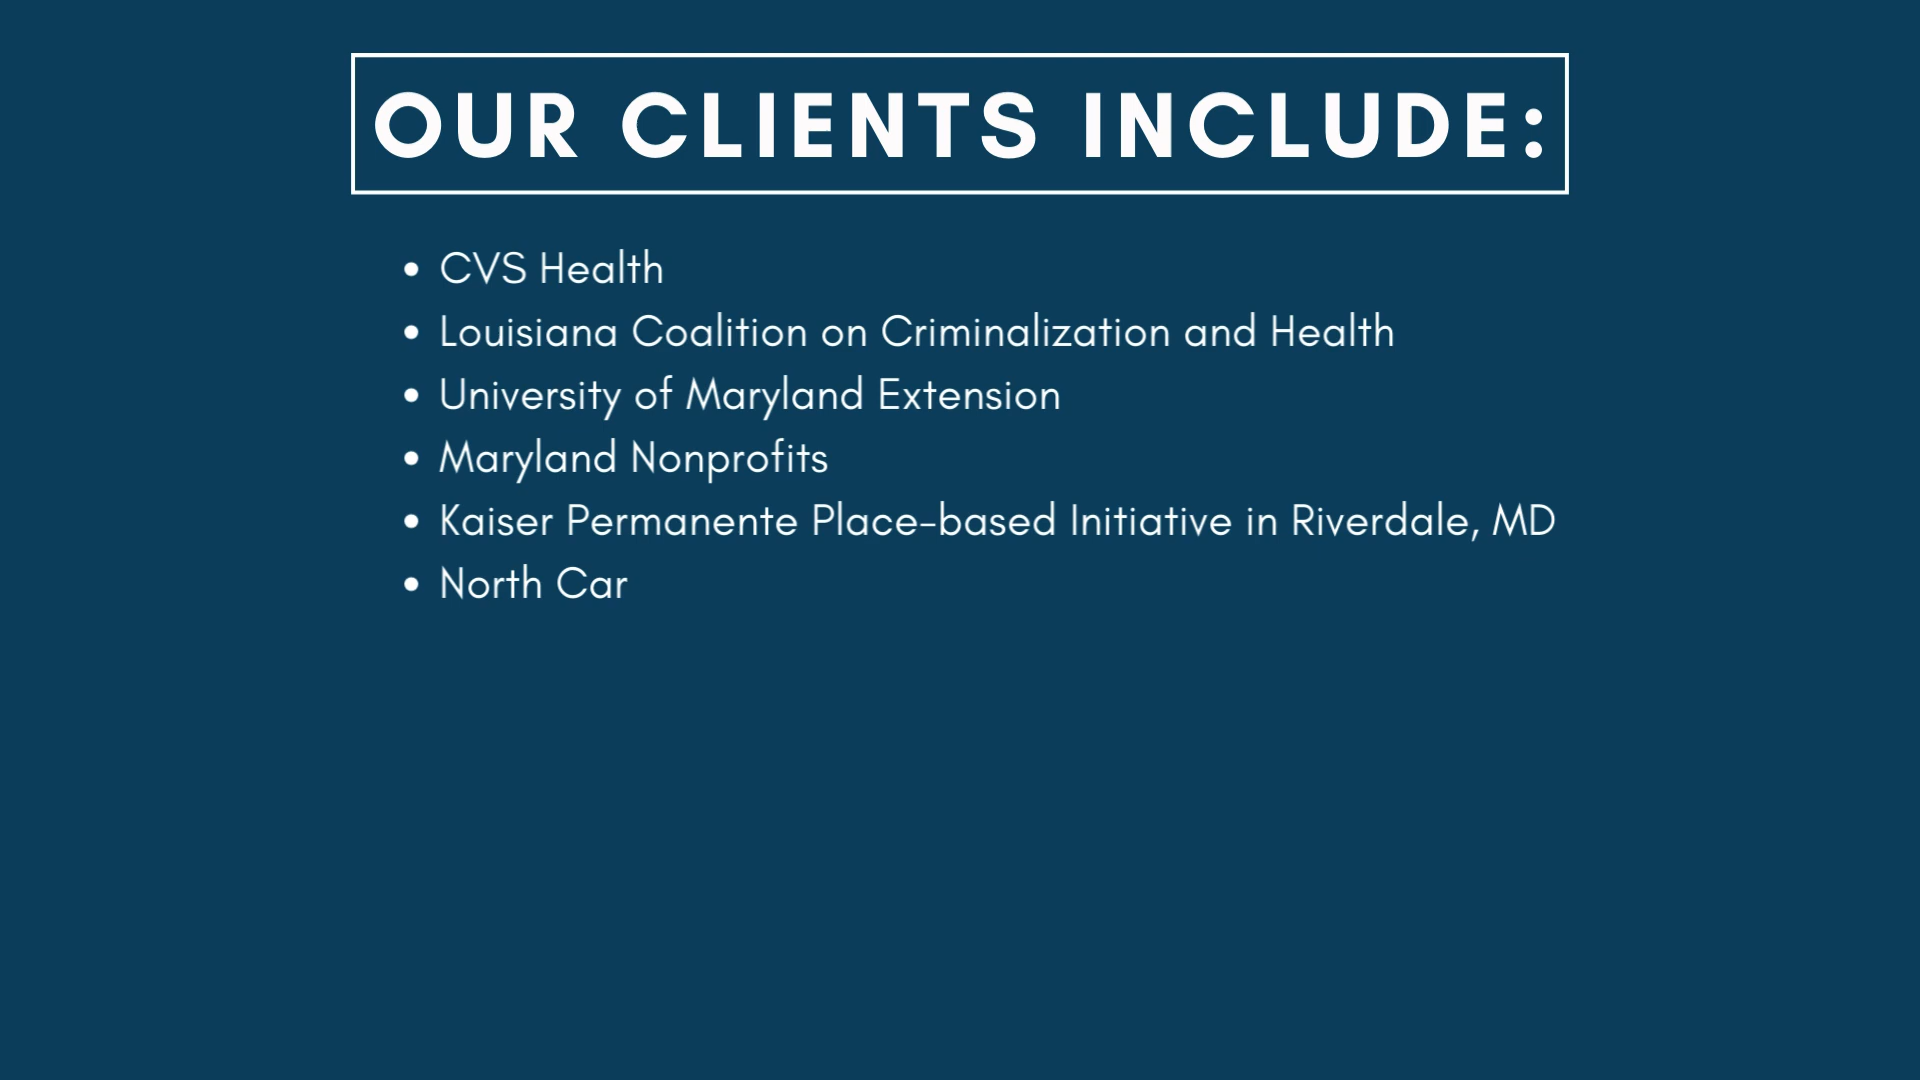 OUR CLIENTS INCLUDE:
• CVS Health
• Louisiana Coalition on Criminalization and Health
• University of Maryland Extension
• Maryland Nonprofits
• Kaiser Permanente Place-based Initiative in Riverdale, MD
• North Car